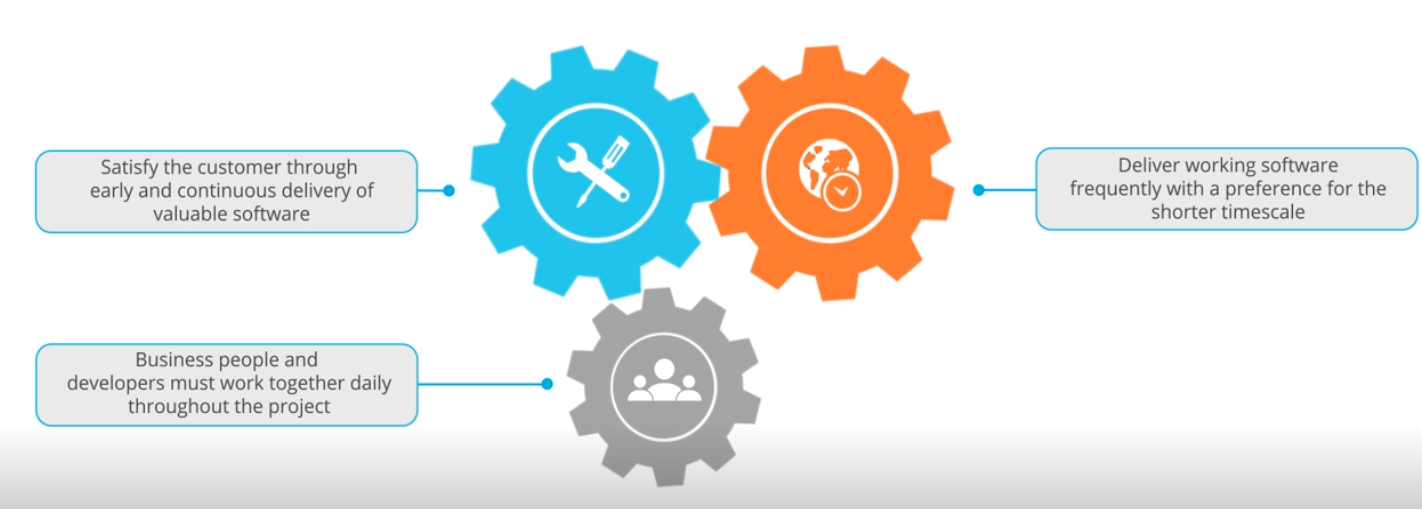 Satisfy the customer through
early and continuous delivery of
valuable software
Deliver working software
frequently with a preference for the
shorter timescale
Business people and
developers must work together daily
throughout the project